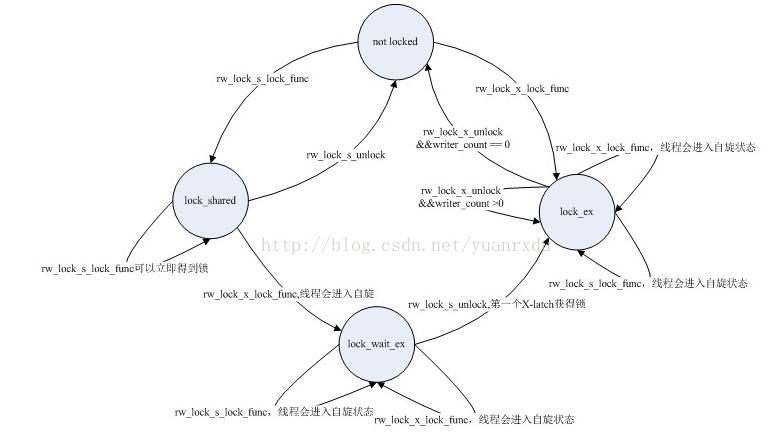 not locked
rw_lock_s_lock_func
rw_lock_x_lock_func
rw_lock_x_unlock
&&writer_count == 0
rw_lock_x_lock_func，线程会进入自旋状态
rw_lock_s_unlock
rw_lock_x_unlock
&&writer_count >0
lock_shared
lock_ex
http://blog.csdn.net/yuanrxdu
rw_lock_s_lock_func可以立即得到锁
rw_lock_s_lock_func，线程会进入自旋状态
rw_lock_x_lock_func,线程会进入自旋
rw_lock_s_unlock,第一个X-latch获得锁
lock_wait_ex
rw_lock_s_lock_func，线程会进入自旋状态
rw_lock_x_lock_func，线程会进入自旋状态